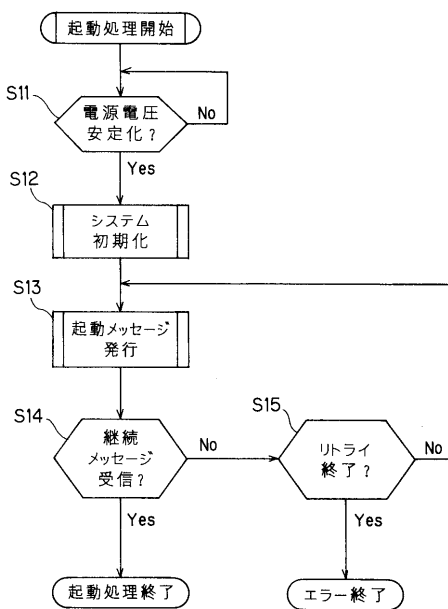 起動処理開始
S11
電源電圧
安定化?
No
Yes
S12
システム
初期化
S13
起動メッセージ
発行
S14
継続
メッセージ
受信?
No
S15
リトライ
終了?
No
Yes
Yes
起動処理終了
エラー終了